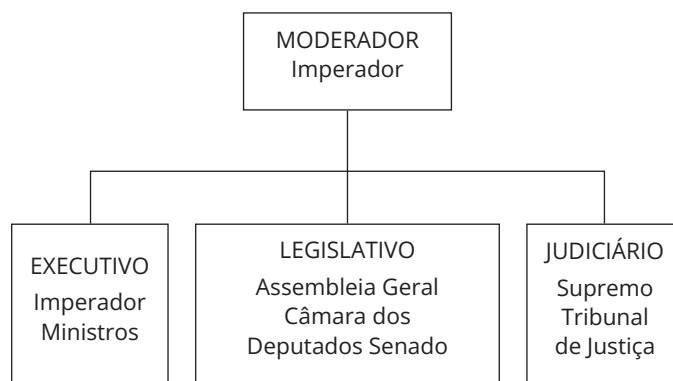 MODERADOR
Imperador
EXECUTIVO
Imperador
Ministros
LEGISLATIVO
Assembleia Geral
Câmara dos
Deputados Senado
JUDICIÁRIO
Supremo
Tribunal
de Justiça